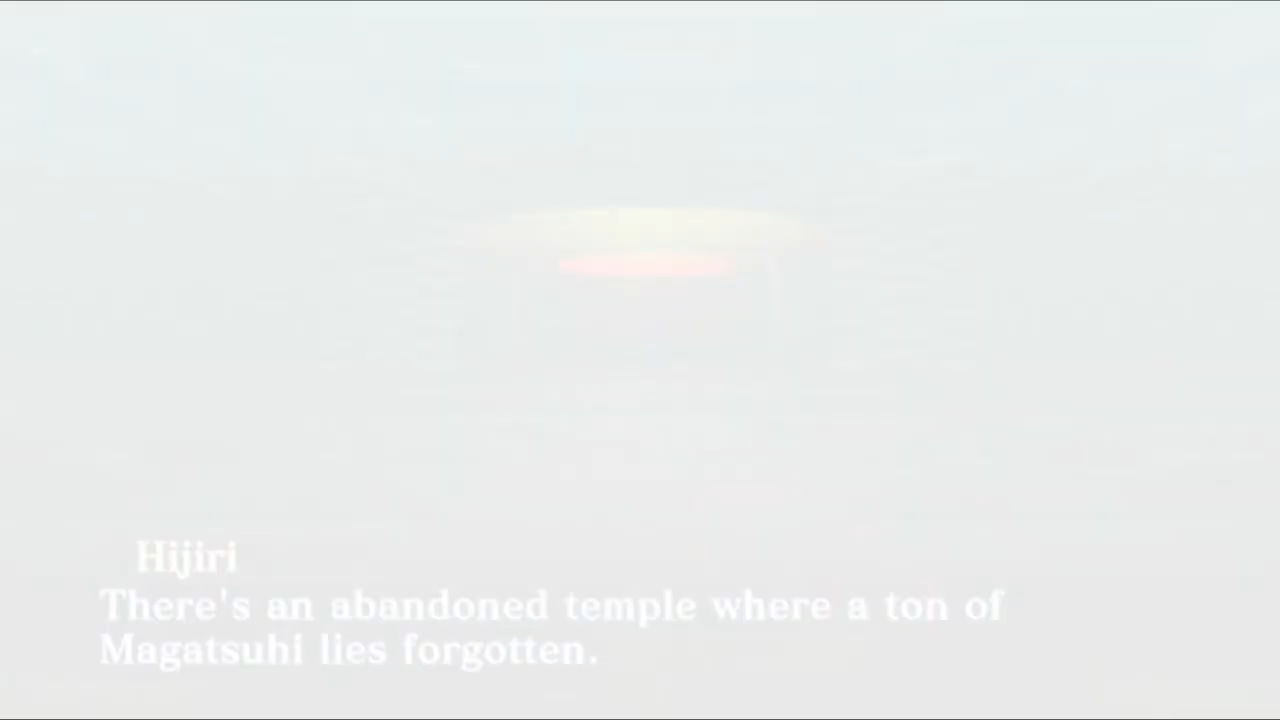 Hijiri
There's an abandoned temple where a ton of
Magatsuhi lies forgotten.